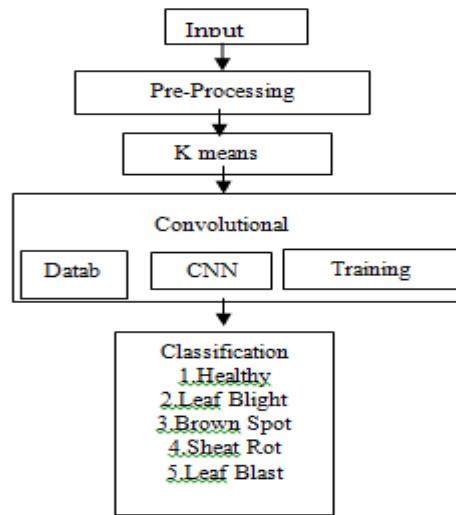 Input
Pre-Processing
K means
Convolutional
Datab
CNN
Training
Classification
1.Healthy
2.Leaf Blight
3.Brown Spot
4.Sheat Rot
5.Leaf Blast